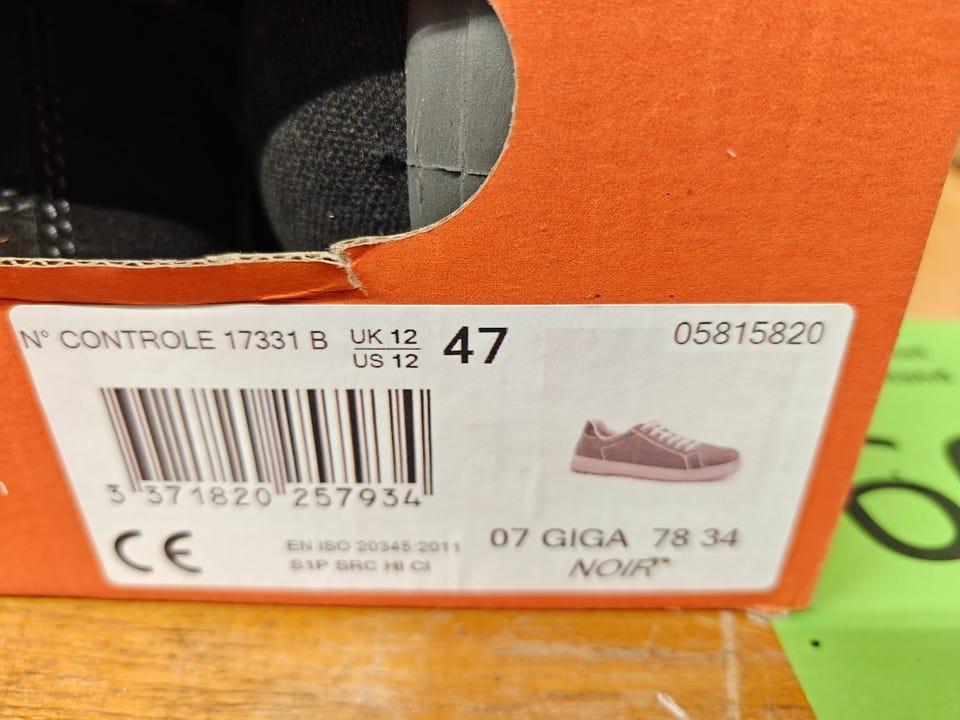 N° CONTROLE 17331 B
UK 12
US 12
47
05815820
3 371820 257934
CE
EN ISO 20345:2011
S1P SRC HI CI
07 GIGA 78 34
NOIR**